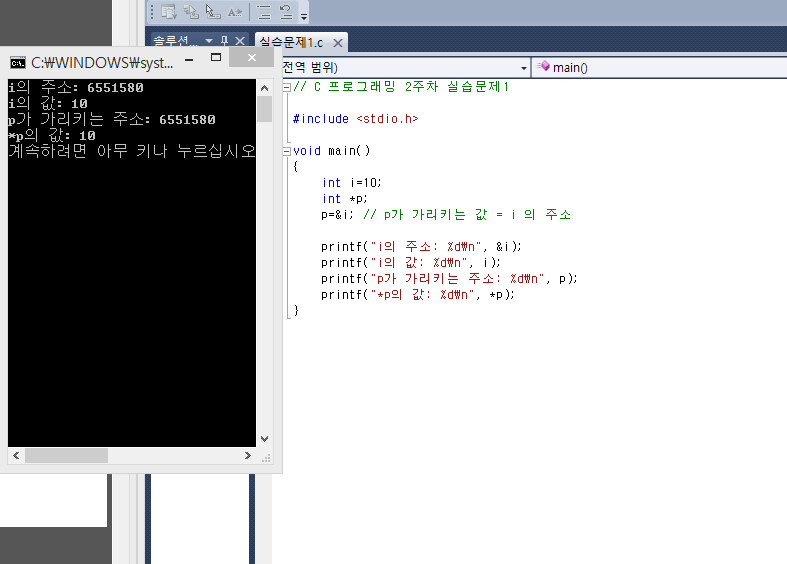 솔루션...
실습문제1.c
C:₩WINDOWS₩syst...
i의 주소: 6551580
i의 값: 10
p가 가리키는 주소: 6551580
*p의 값: 10
계속하려면 아무 키나 누르십시오
전역 범위)
main()
// C 프로그래밍 2주차 실습문제1
#include <stdio.h>
void main()
{
int i=10;
int *p;
p=&i; // p가 가리키는 값 = i 의 주소
printf("i의 주소: %d₩n", &i);
printf("i의 값: %d₩n", i);
printf("p가 가리키는 주소: %d₩n", p);
printf("*p의 값: %d₩n", *p);
}